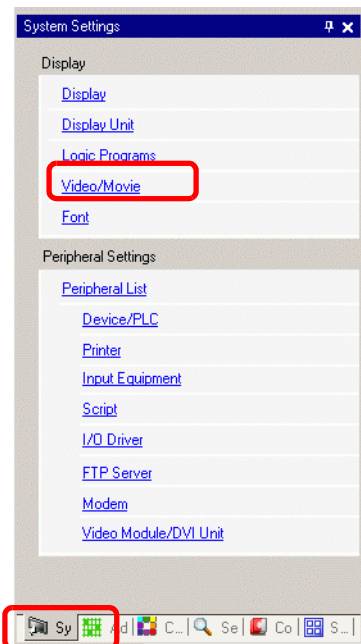 System Settings
Display
Display
Display Unit
Logic Programs
Video/Movie
Font
Peripheral Settings
Peripheral List
Device/PLC
Printer
Input Equipment
Script
I/O Driver
FTP Server
Modem
Video Module/DVI Unit
Sy Ad C... Se Co S...